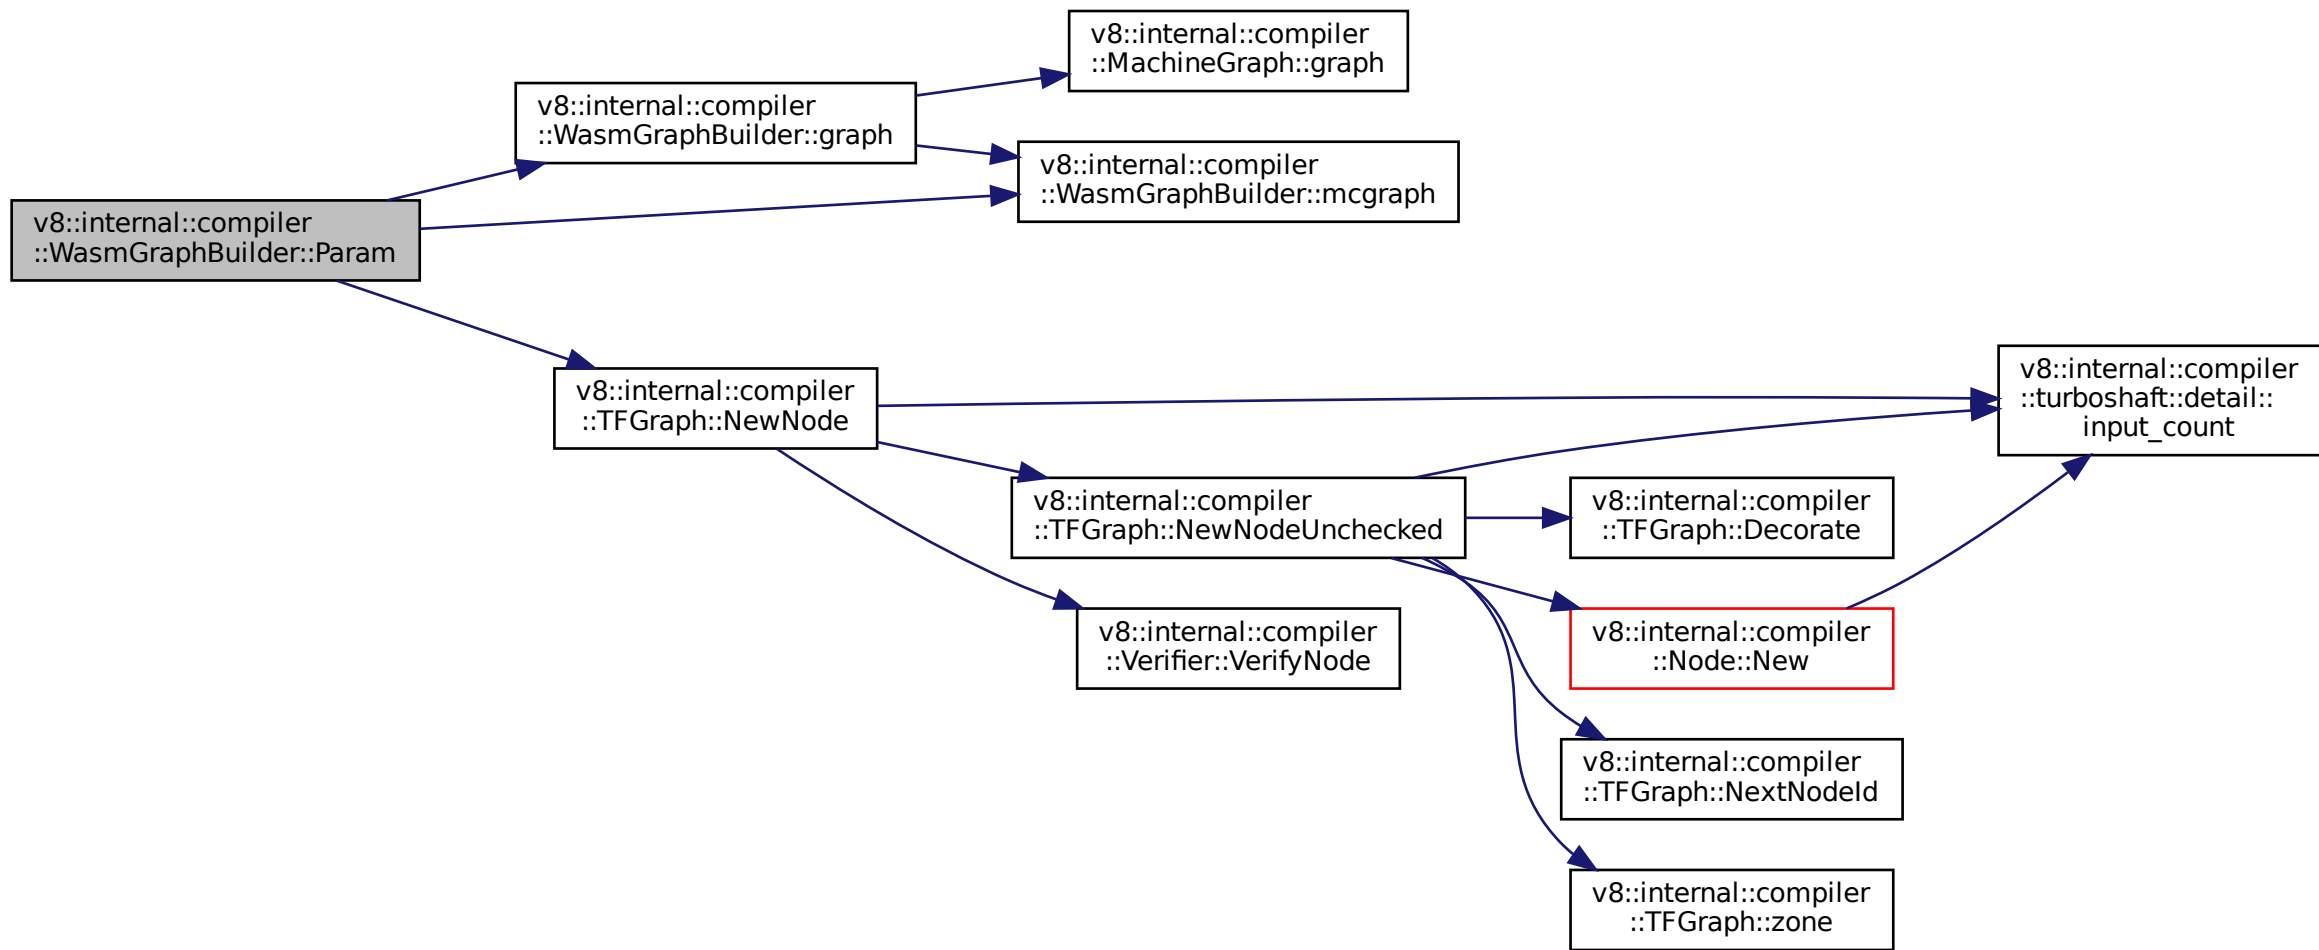 v8::internal::compiler
::WasmGraphBuilder::Param
v8::internal::compiler
::WasmGraphBuilder::graph
v8::internal::compiler
::MachineGraph::graph
v8::internal::compiler
::WasmGraphBuilder::mcgraph
v8::internal::compiler
::TFGraph::NewNode
v8::internal::compiler
::turboshaft::detail::
input_count
v8::internal::compiler
::TFGraph::NewNodeUnchecked
v8::internal::compiler
::TFGraph::Decorate
v8::internal::compiler
::Node::New
v8::internal::compiler
::Verifier::VerifyNode
v8::internal::compiler
::TFGraph::NextNodeId
v8::internal::compiler
::TFGraph::zone